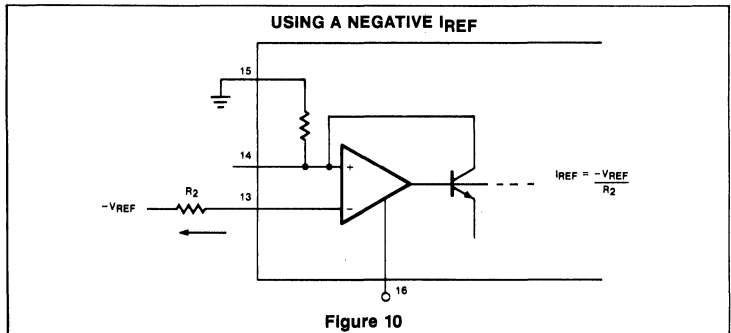 USING A NEGATIVE IREF
15
14
+
IREF = -VREF
R2
R2
13
-VREF
−
16
Figure 10